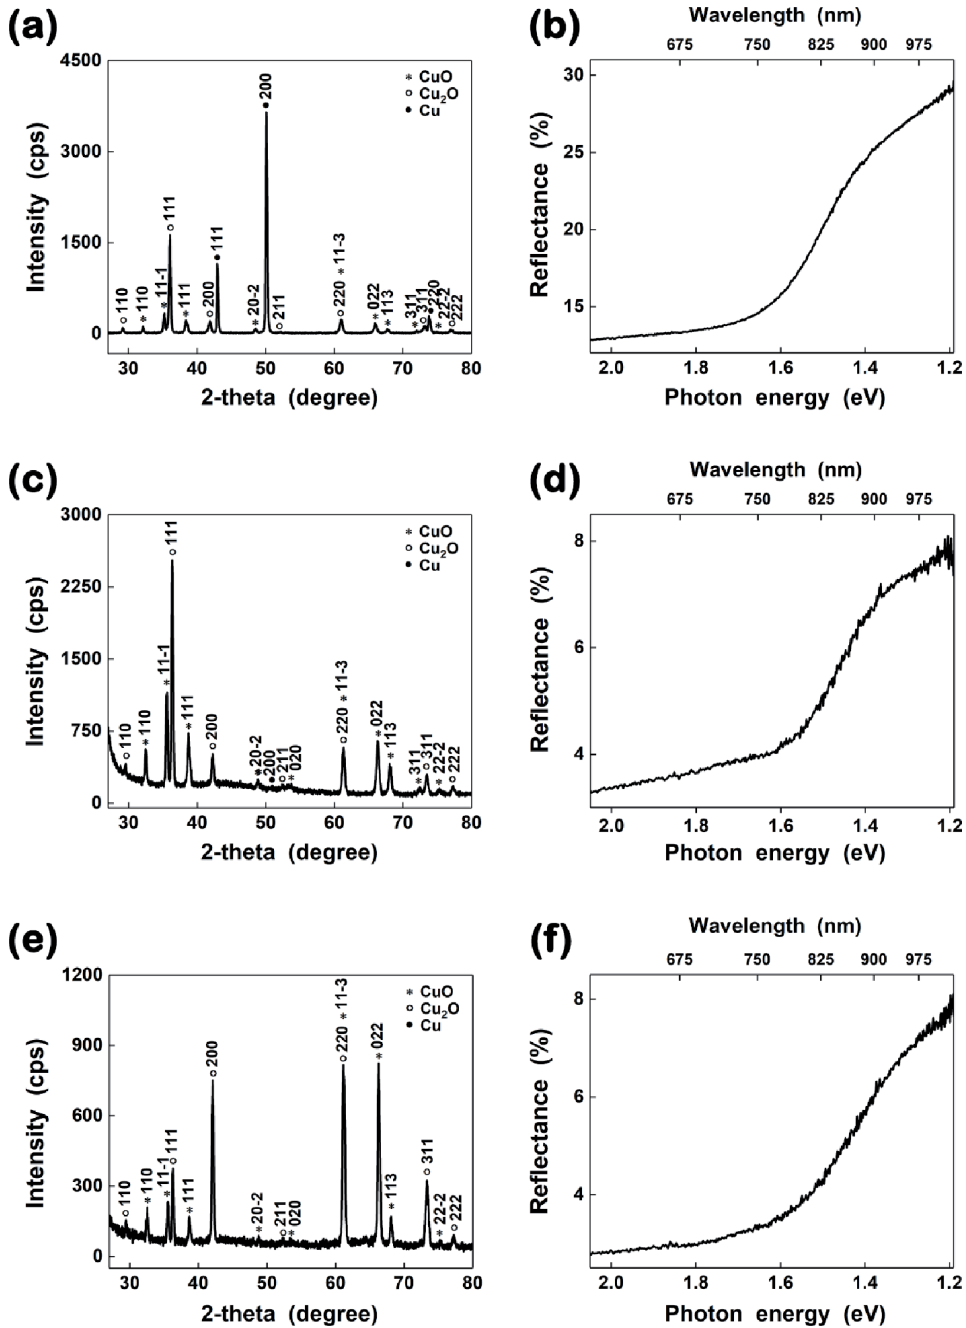 (a)
4500
3000
1500
0
Intensity (cps)
* CuO
○ Cu2O
● Cu
○ 110
* 110
* 11-1
○ 111
* 111
○ 200
● 111
* 20-2
● 200
○ 211
○ 220 * 11-3
* 022
* 113
* 311
○ 311
● 220
* 22-2
○ 222
30 40 50 60 70 80
2-theta (degree)
(b)
Wavelength (nm)
675 750 825 900 975
30
25
20
15
Reflectance (%)
2.0 1.8 1.6 1.4 1.2
Photon energy (eV)
(c)
3000
2250
1500
750
0
Intensity (cps)
* CuO
○ Cu2O
● Cu
○ 110
* 110
* 11-1
○ 111
* 111
○ 200
* 20-2
● 200
○ 211
* 020
○ 220 * 11-3
* 022
* 113
* 311
○ 311
* 22-2
○ 222
30 40 50 60 70 80
2-theta (degree)
(d)
Wavelength (nm)
675 750 825 900 975
8
6
4
Reflectance (%)
2.0 1.8 1.6 1.4 1.2
Photon energy (eV)
(e)
1200
900
600
300
0
Intensity (cps)
* CuO
○ Cu2O
● Cu
○ 110
* 110
* 11-1
○ 111
* 111
○ 200
* 20-2
○ 211
* 020
○ 220 * 11-3
* 022
* 113
○ 311
* 22-2
○ 222
30 40 50 60 70 80
2-theta (degree)
(f)
Wavelength (nm)
675 750 825 900 975
8
6
4
Reflectance (%)
2.0 1.8 1.6 1.4 1.2
Photon energy (eV)